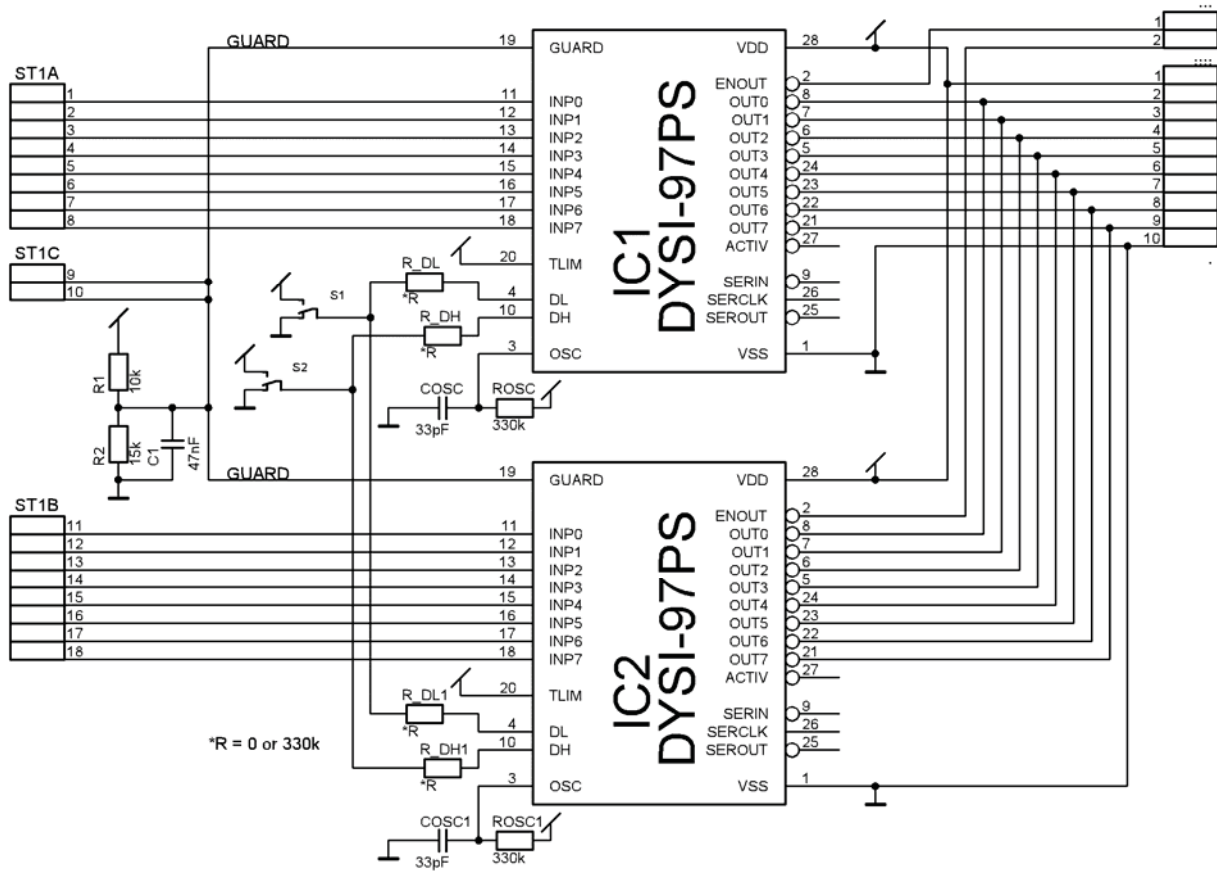 GUARD
19 GUARD VDD 28
ST1A
ENOUT 2
1 11 INP0 OUT0 8
2 12 INP1 OUT1 7
3 13 INP2 OUT2 6
4 14 INP3 OUT3 5
5 15 INP4 OUT4 24
6 16 INP5 OUT5 23
7 17 INP6 OUT6 22
8 18 INP7 OUT7 21
ACTIV 27
IC1
DYSI-97PS
1
2
1
2
3
4
5
6
7
8
9
10
ST1C
9
10
20 TLIM
R_DL
*R
4 DL
R_DH
*R
10 DH
3 OSC
SERIN 9
SERCLK 26
SEROUT 25
VSS 1
S1
S2
COSC
33pF
ROSC
330k
R1
10k
R2
15k
C1
47nF
GUARD
19 GUARD VDD 28
ST1B
ENOUT 2
11 11 INP0 OUT0 8
12 12 INP1 OUT1 7
13 13 INP2 OUT2 6
14 14 INP3 OUT3 5
15 15 INP4 OUT4 24
16 16 INP5 OUT5 23
17 17 INP6 OUT6 22
18 18 INP7 OUT7 21
ACTIV 27
IC2
DYSI-97PS
20 TLIM
R_DL1
*R
4 DL
R_DH1
*R
10 DH
3 OSC
SERIN 9
SERCLK 26
SEROUT 25
VSS 1
*R = 0 or 330k
COSC1
33pF
ROSC1
330k